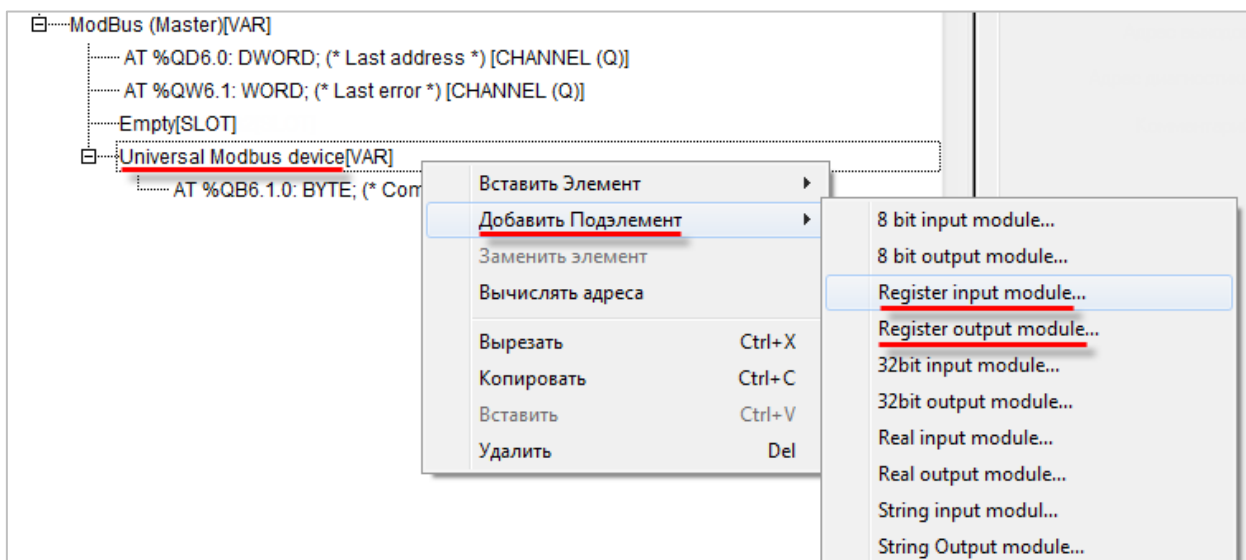 ModBus (Master)[VAR]
AT %QD6.0: DWORD; (* Last address *) [CHANNEL (Q)]
AT %QW6.1: WORD; (* Last error *) [CHANNEL (Q)]
Empty[SLOT]
Universal Modbus device[VAR]
AT %QB6.1.0: BYTE; (* Com
Вставить Элемент
Добавить Подэлемент
Заменить элемент
Вычислять адреса
Вырезать Ctrl+X
Копировать Ctrl+C
Вставить Ctrl+V
Удалить Del
8 bit input module...
8 bit output module...
Register input module...
Register output module...
32bit input module...
32bit output module...
Real input module...
Real output module...
String input modul...
String Output module...